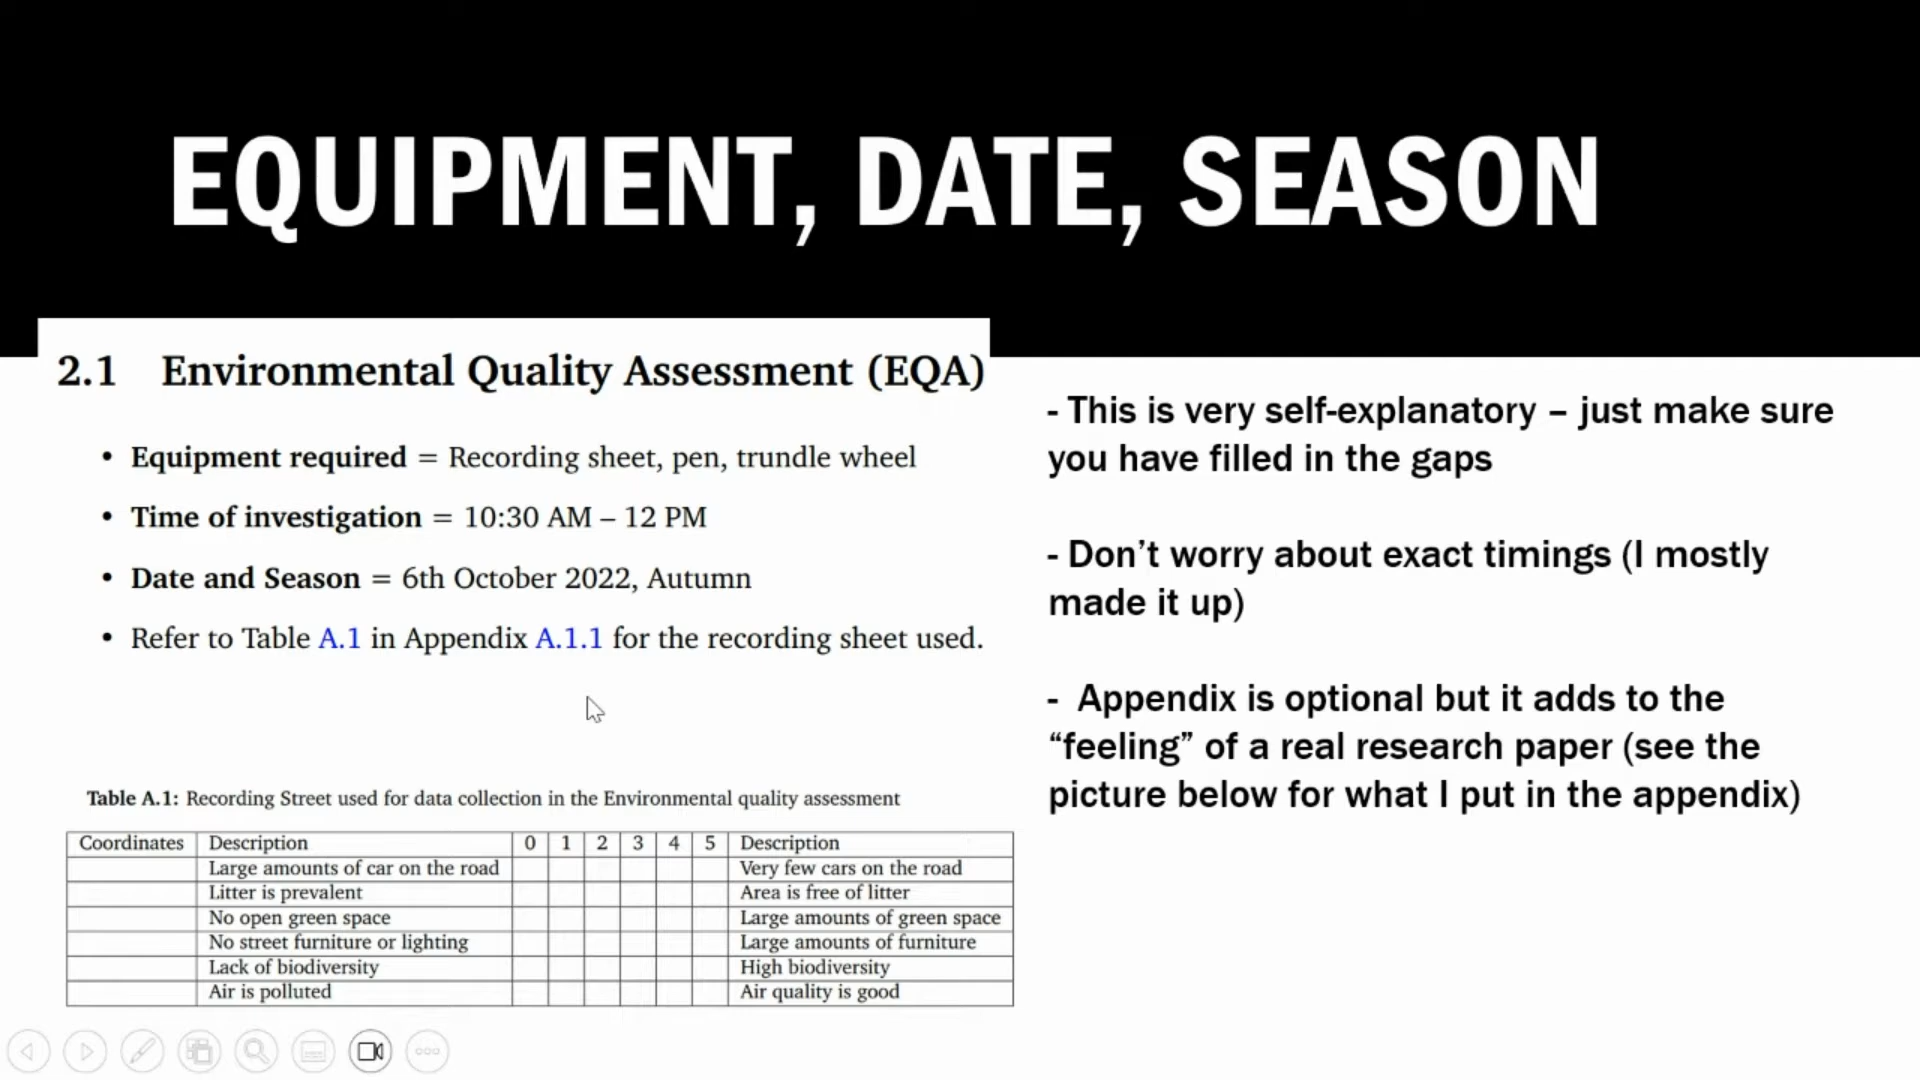 EQUIPMENT, DATE, SEASON
2.1 Environmental Quality Assessment (EQA)
• Equipment required = Recording sheet, pen, trundle wheel
• Time of investigation = 10:30 AM – 12 PM
• Date and Season = 6th October 2022, Autumn
• Refer to Table A.1 in Appendix A.1.1 for the recording sheet used.
Table A.1: Recording Street used for data collection in the Environmental quality assessment
Coordinates Description 0 1 2 3 4 5 Description
Large amounts of car on the road Very few cars on the road
Litter is prevalent Area is free of litter
No open green space Large amounts of green space
No street furniture or lighting Large amounts of furniture
Lack of biodiversity High biodiversity
Air is polluted Air quality is good
- This is very self-explanatory – just make sure
you have filled in the gaps
- Don’t worry about exact timings (I mostly
made it up)
- Appendix is optional but it adds to the
“feeling” of a real research paper (see the
picture below for what I put in the appendix)